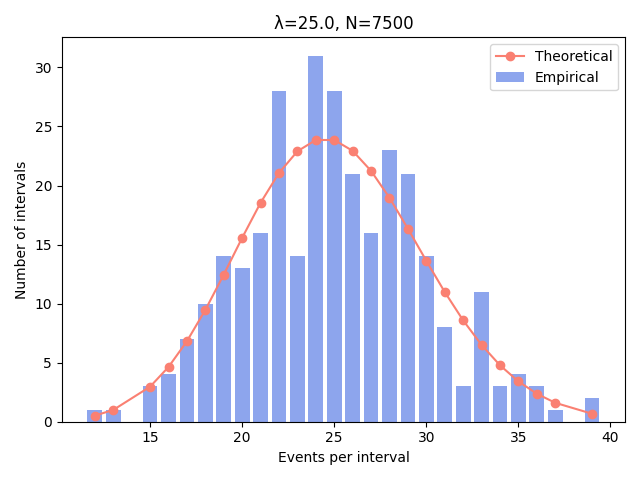 λ=25.0, N=7500
Theoretical
Empirical
Number of intervals
30
25
20
15
10
5
0
15
20
25
30
35
40
Events per interval